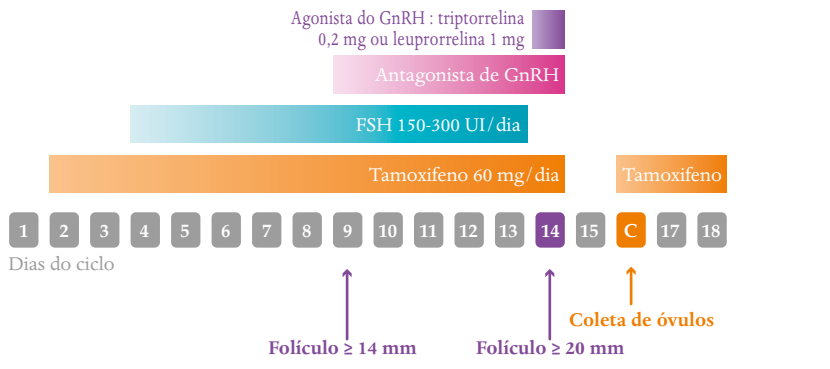 Agonista do GnRH : triptorrelina
0,2 mg ou leuprorrelina 1 mg
Antagonista de GnRH
FSH 150-300 UI/dia
Tamoxifeno 60 mg/dia
Tamoxifeno
1 2 3 4 5 6 7 8 9 10 11 12 13 14 15 C 17 18
Dias do ciclo
Coleta de óvulos
Folículo ≥ 14 mm
Folículo ≥ 20 mm